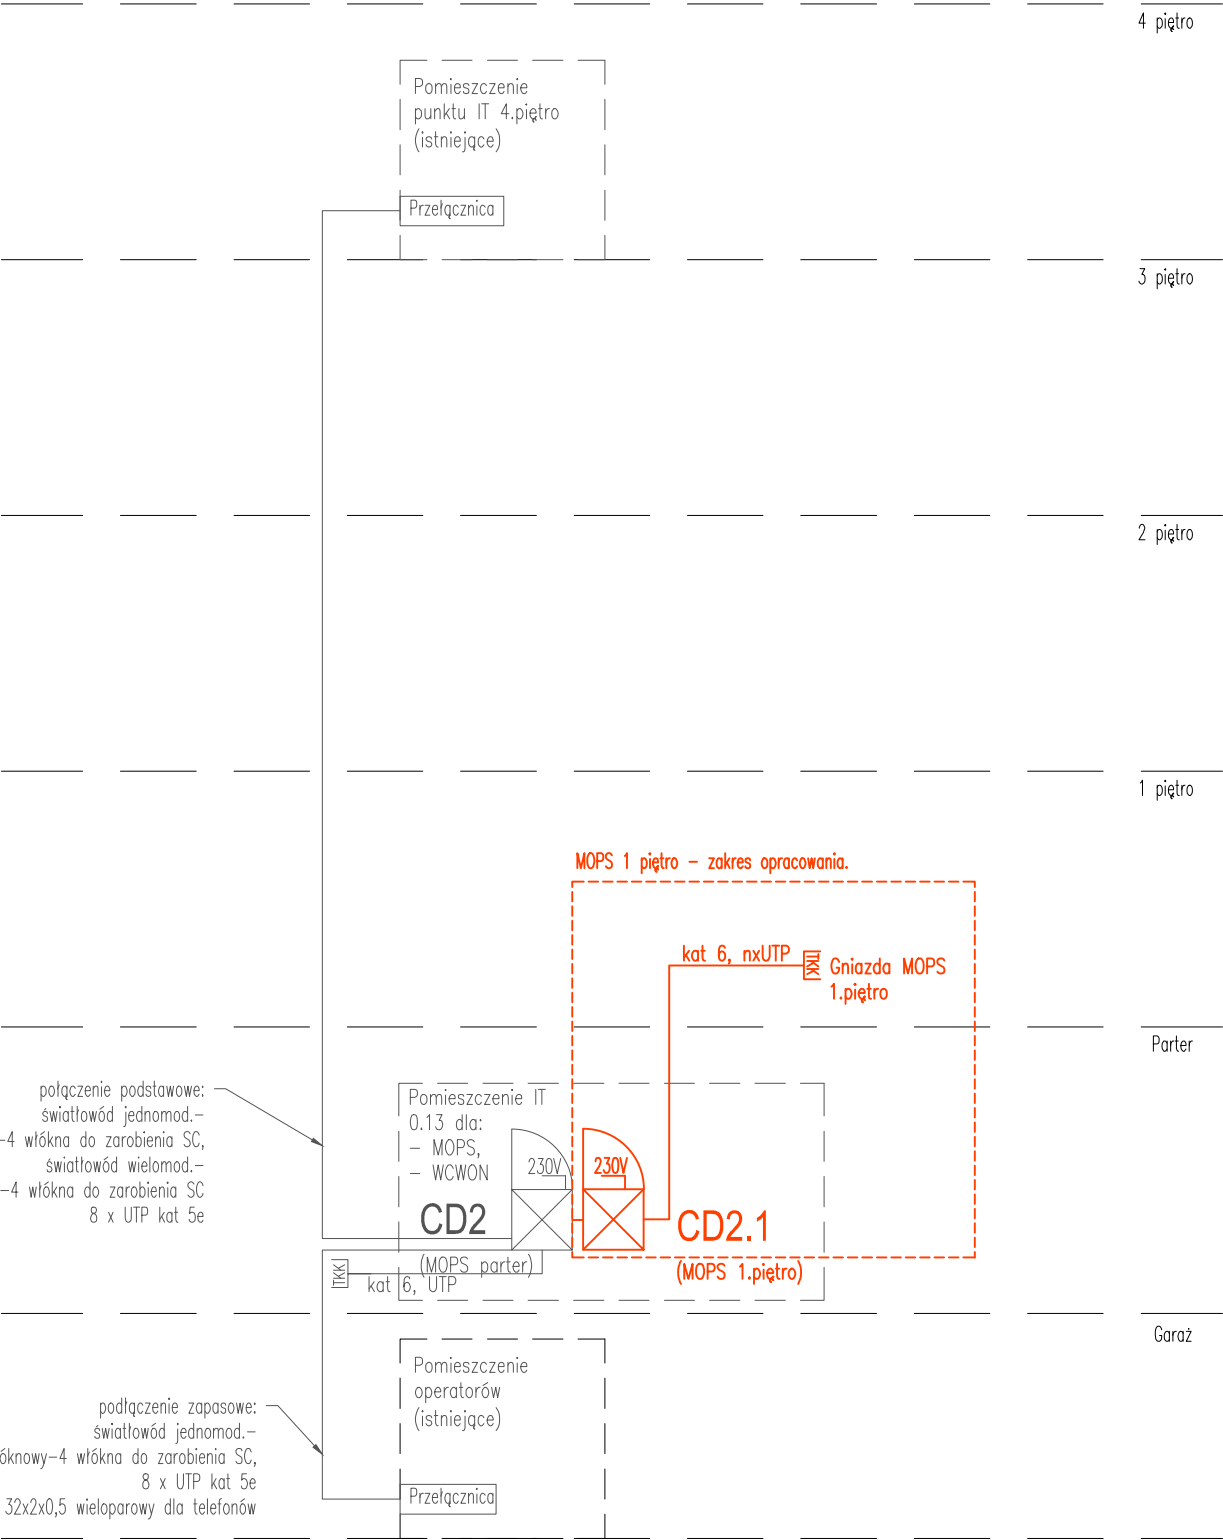 4 piętro
Pomieszczenie
punktu IT 4.piętro
(istniejące)
Przełącznica
3 piętro
2 piętro
1 piętro
MOPS 1 piętro – zakres opracowania.
kat 6, nxUTP
TKK
Gniazda MOPS
1.piętro
Parter
połączenie podstawowe:
światłowód jednomod.–
–4 włókna do zarobienia SC,
światłowód wielomod.–
–4 włókna do zarobienia SC
8 x UTP kat 5e
Pomieszczenie IT
0.13 dla:
– MOPS,
– WCWON
230V
230V
CD2
(MOPS parter)
CD2.1
(MOPS 1.piętro)
TKK
kat 6, UTP
Garaż
Pomieszczenie
operatorów
(istniejące)
Przełącznica
podłączenie zapasowe:
światłowód jednomod.–
óknowy–4 włókna do zarobienia SC,
8 x UTP kat 5e
32x2x0,5 wieloparowy dla telefonów